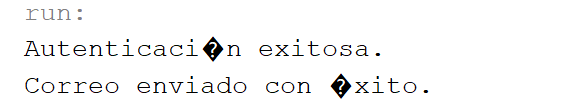 run:
Autenticaci�n exitosa.
Correo enviado con �xito.